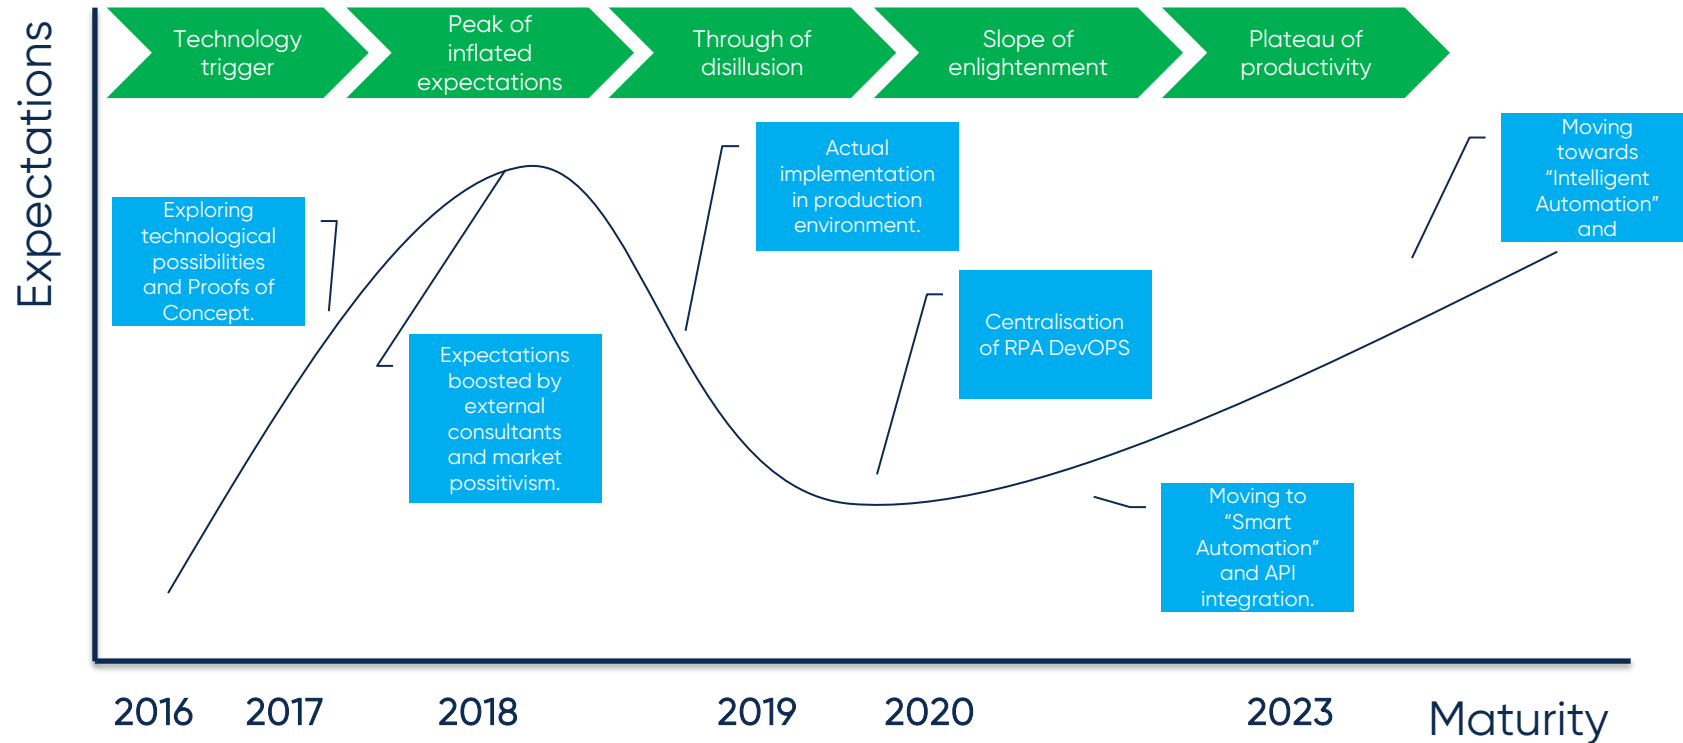 Expectations
Technology
trigger
Peak of
inflated
expectations
Through of
disillusion
Slope of
enlightenment
Plateau of
productivity
Exploring
technological
possibilities
and Proofs of
Concept.
Expectations
boosted by
external
consultants
and market
possitivism.
Actual
implementation
in production
environment.
Centralisation
of RPA DevOPS
Moving to
“Smart
Automation”
and API
integration.
Moving
towards
“Intelligent
Automation”
and
2016 2017 2018 2019 2020 2023 Maturity